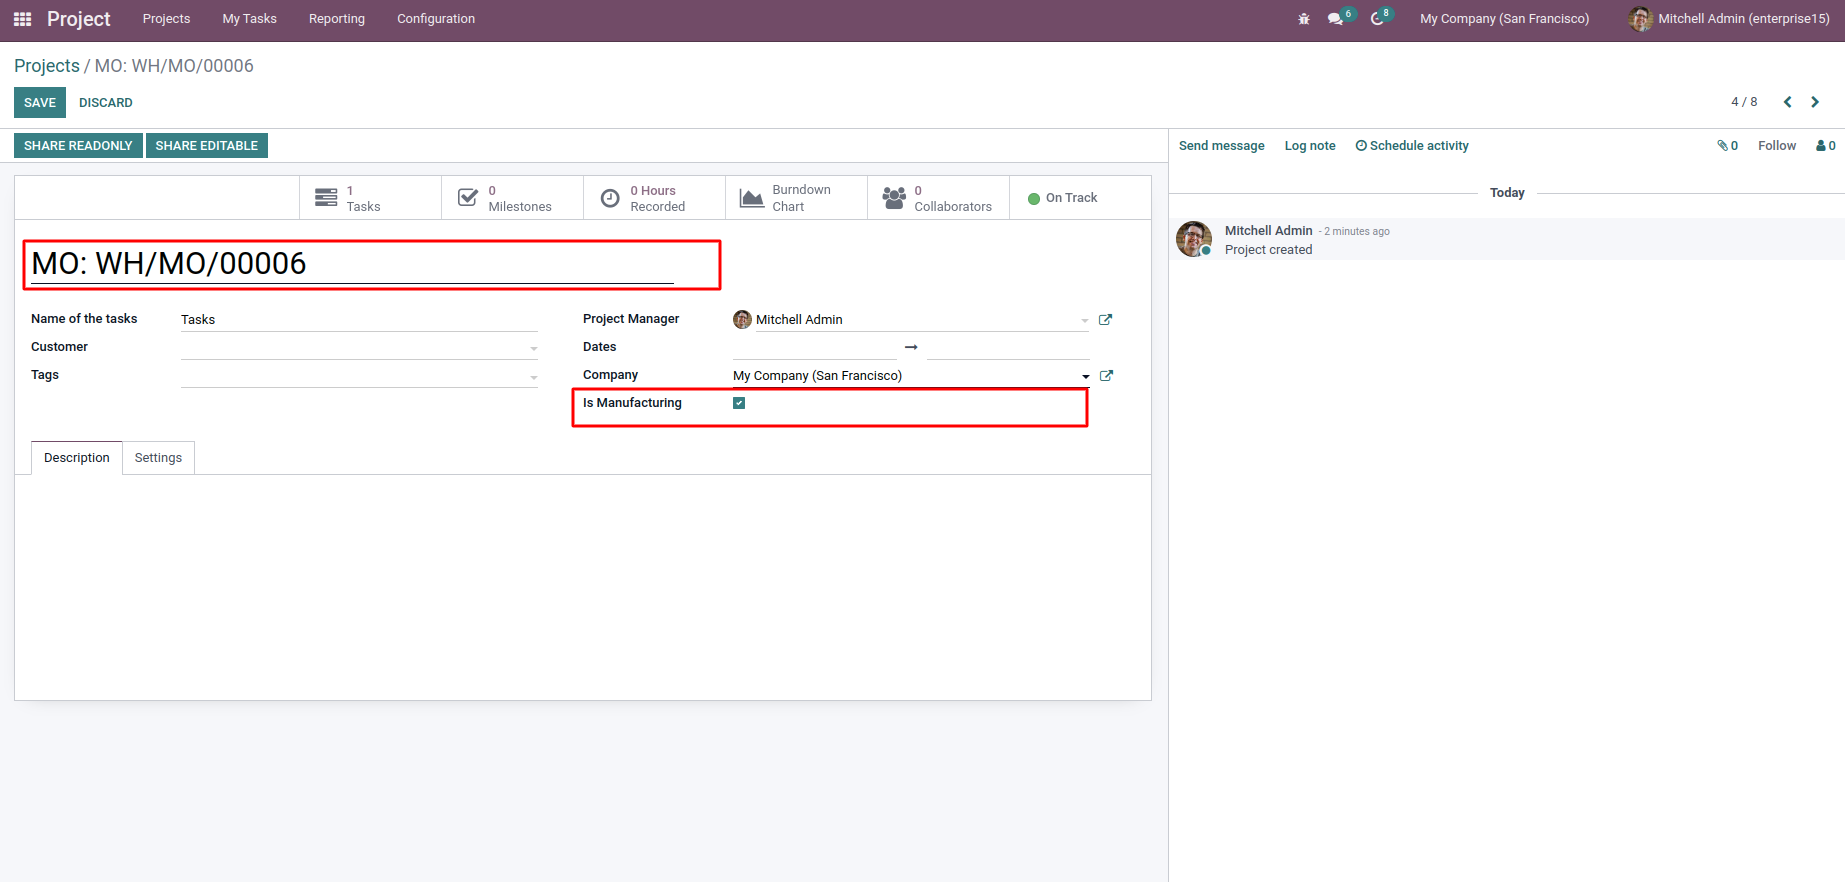 Project Projects My Tasks Reporting Configuration 6 8 My Company (San Francisco) Mitchell Admin (enterprise15)
Projects / MO: WH/MO/00006
SAVE DISCARD 4 / 8
SHARE READONLY SHARE EDITABLE
1 Tasks
0 Milestones
0 Hours Recorded
Burndown Chart
0 Collaborators
On Track
MO: WH/MO/00006
Name of the tasks Tasks
Customer
Tags
Project Manager Mitchell Admin
Dates
Company My Company (San Francisco)
Is Manufacturing
Description Settings
Send message Log note Schedule activity 0 Follow 0
Today
Mitchell Admin - 2 minutes ago
Project created